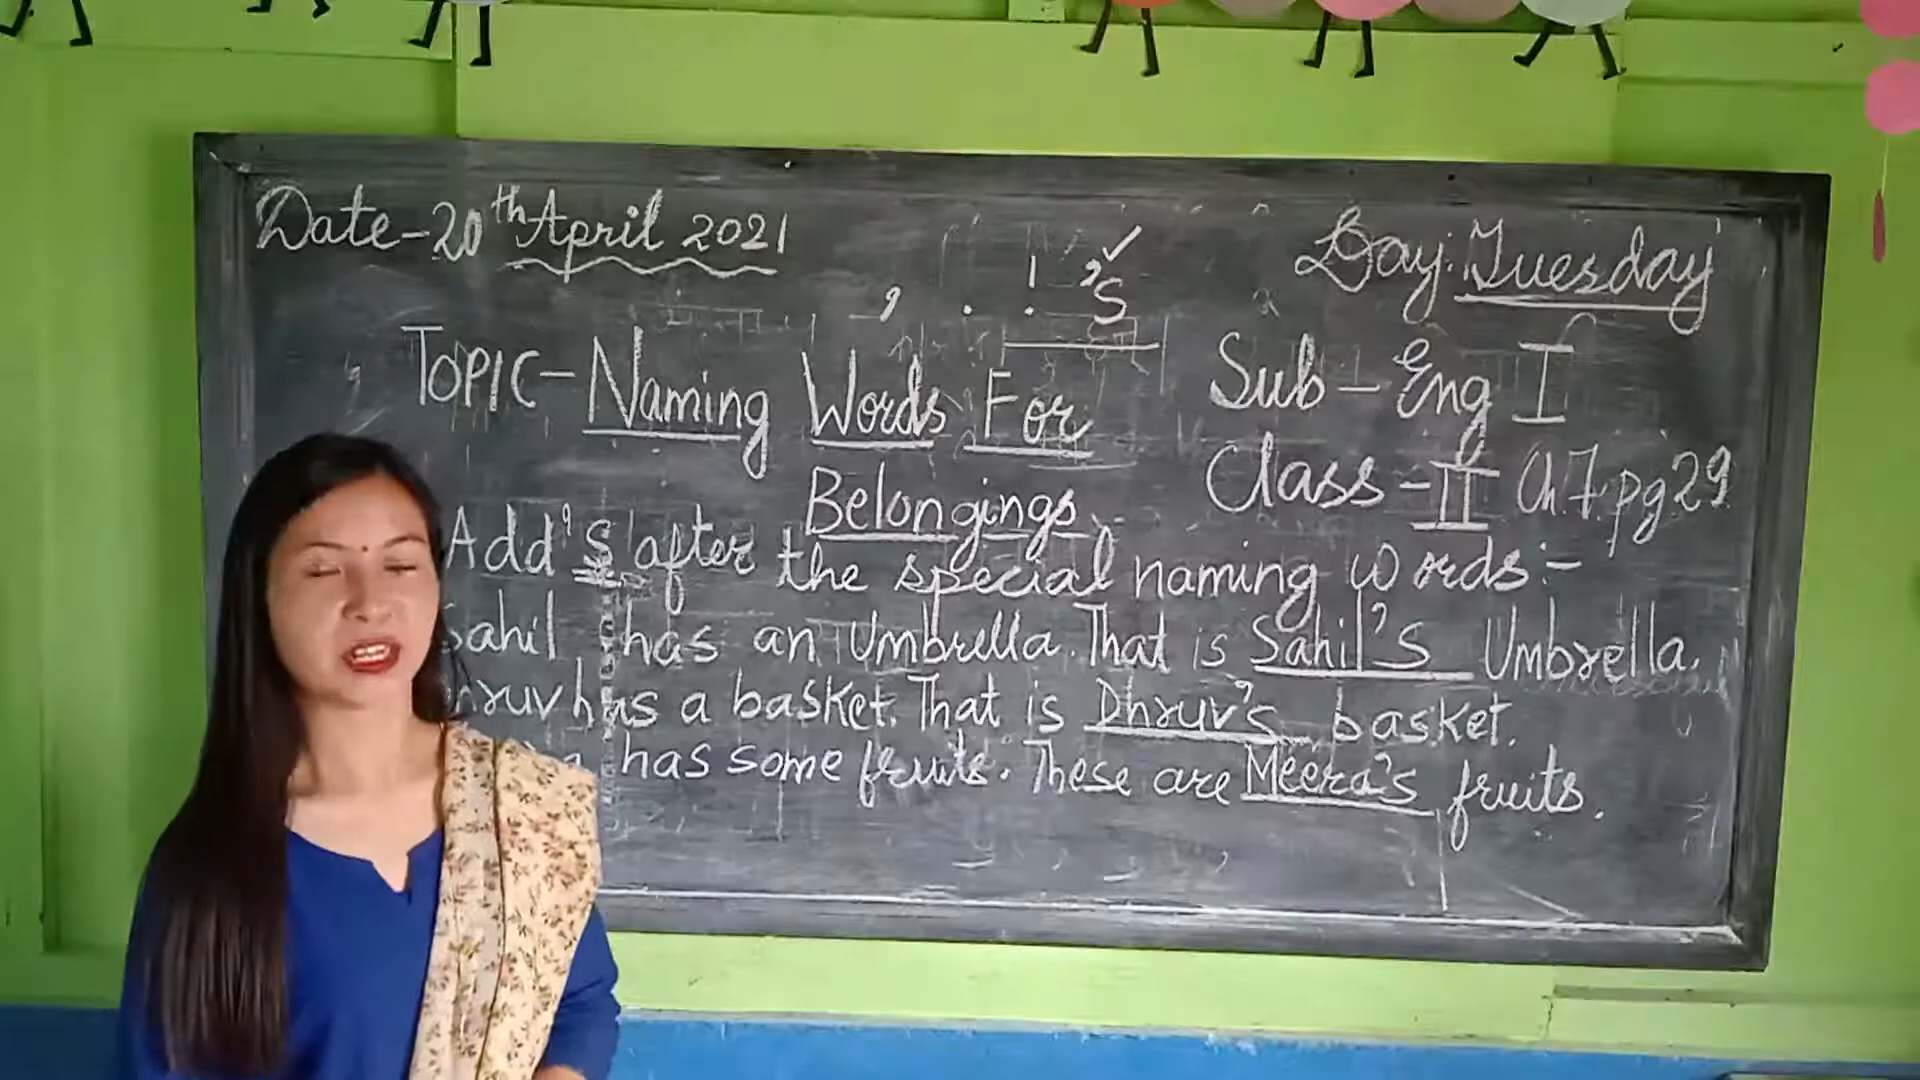 Date-20th April 2021
Day: Tuesday
, . ! 's
TOPIC- Naming Words For
Belongings
Sub - Eng I
Class - II Ch 7. pg 29
Add 's after the special naming words:-
Sahil has an Umbrella. That is Sahil's Umbrella.
Dhruv has a basket. That is Dhruv's basket.
has some fruits. These are Meera's fruits.